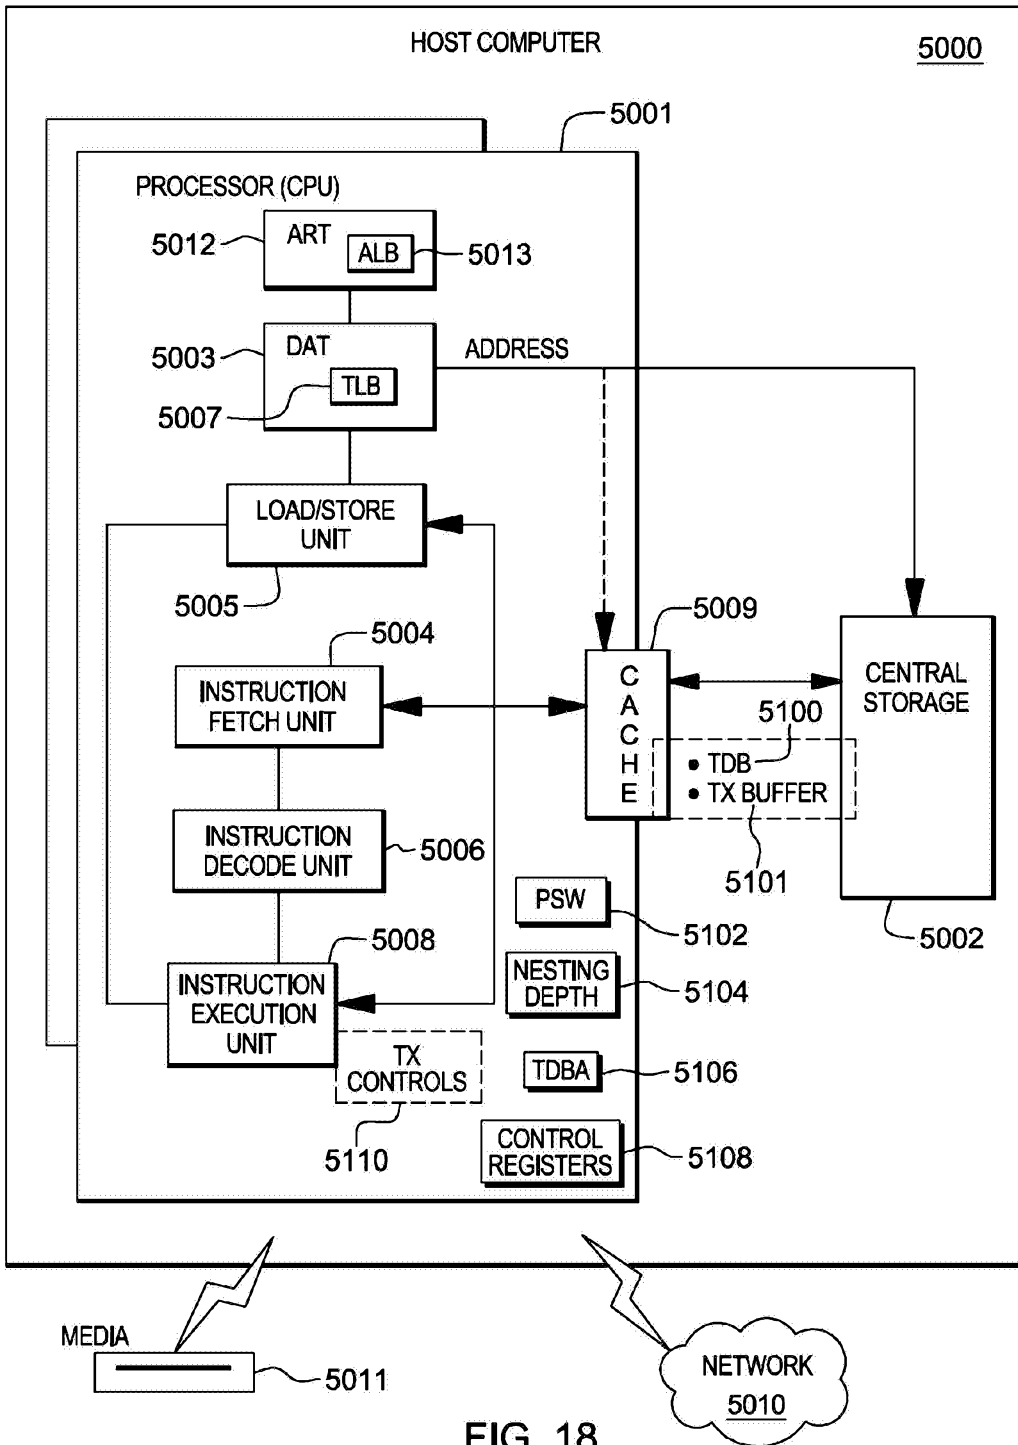 HOST COMPUTER
5000
5001
PROCESSOR (CPU)
ART
ALB
5012
5013
DAT
TLB
5003
5007
ADDRESS
LOAD/STORE
UNIT
5005
5004
INSTRUCTION
FETCH UNIT
5009
CACHE
CENTRAL
STORAGE
5100
• TDB
• TX BUFFER
5101
5002
INSTRUCTION
DECODE UNIT
5006
PSW
5102
5008
INSTRUCTION
EXECUTION
UNIT
NESTING
DEPTH
5104
TX
CONTROLS
5110
TDBA
5106
CONTROL
REGISTERS
5108
MEDIA
5011
NETWORK
5010
FIG. 18